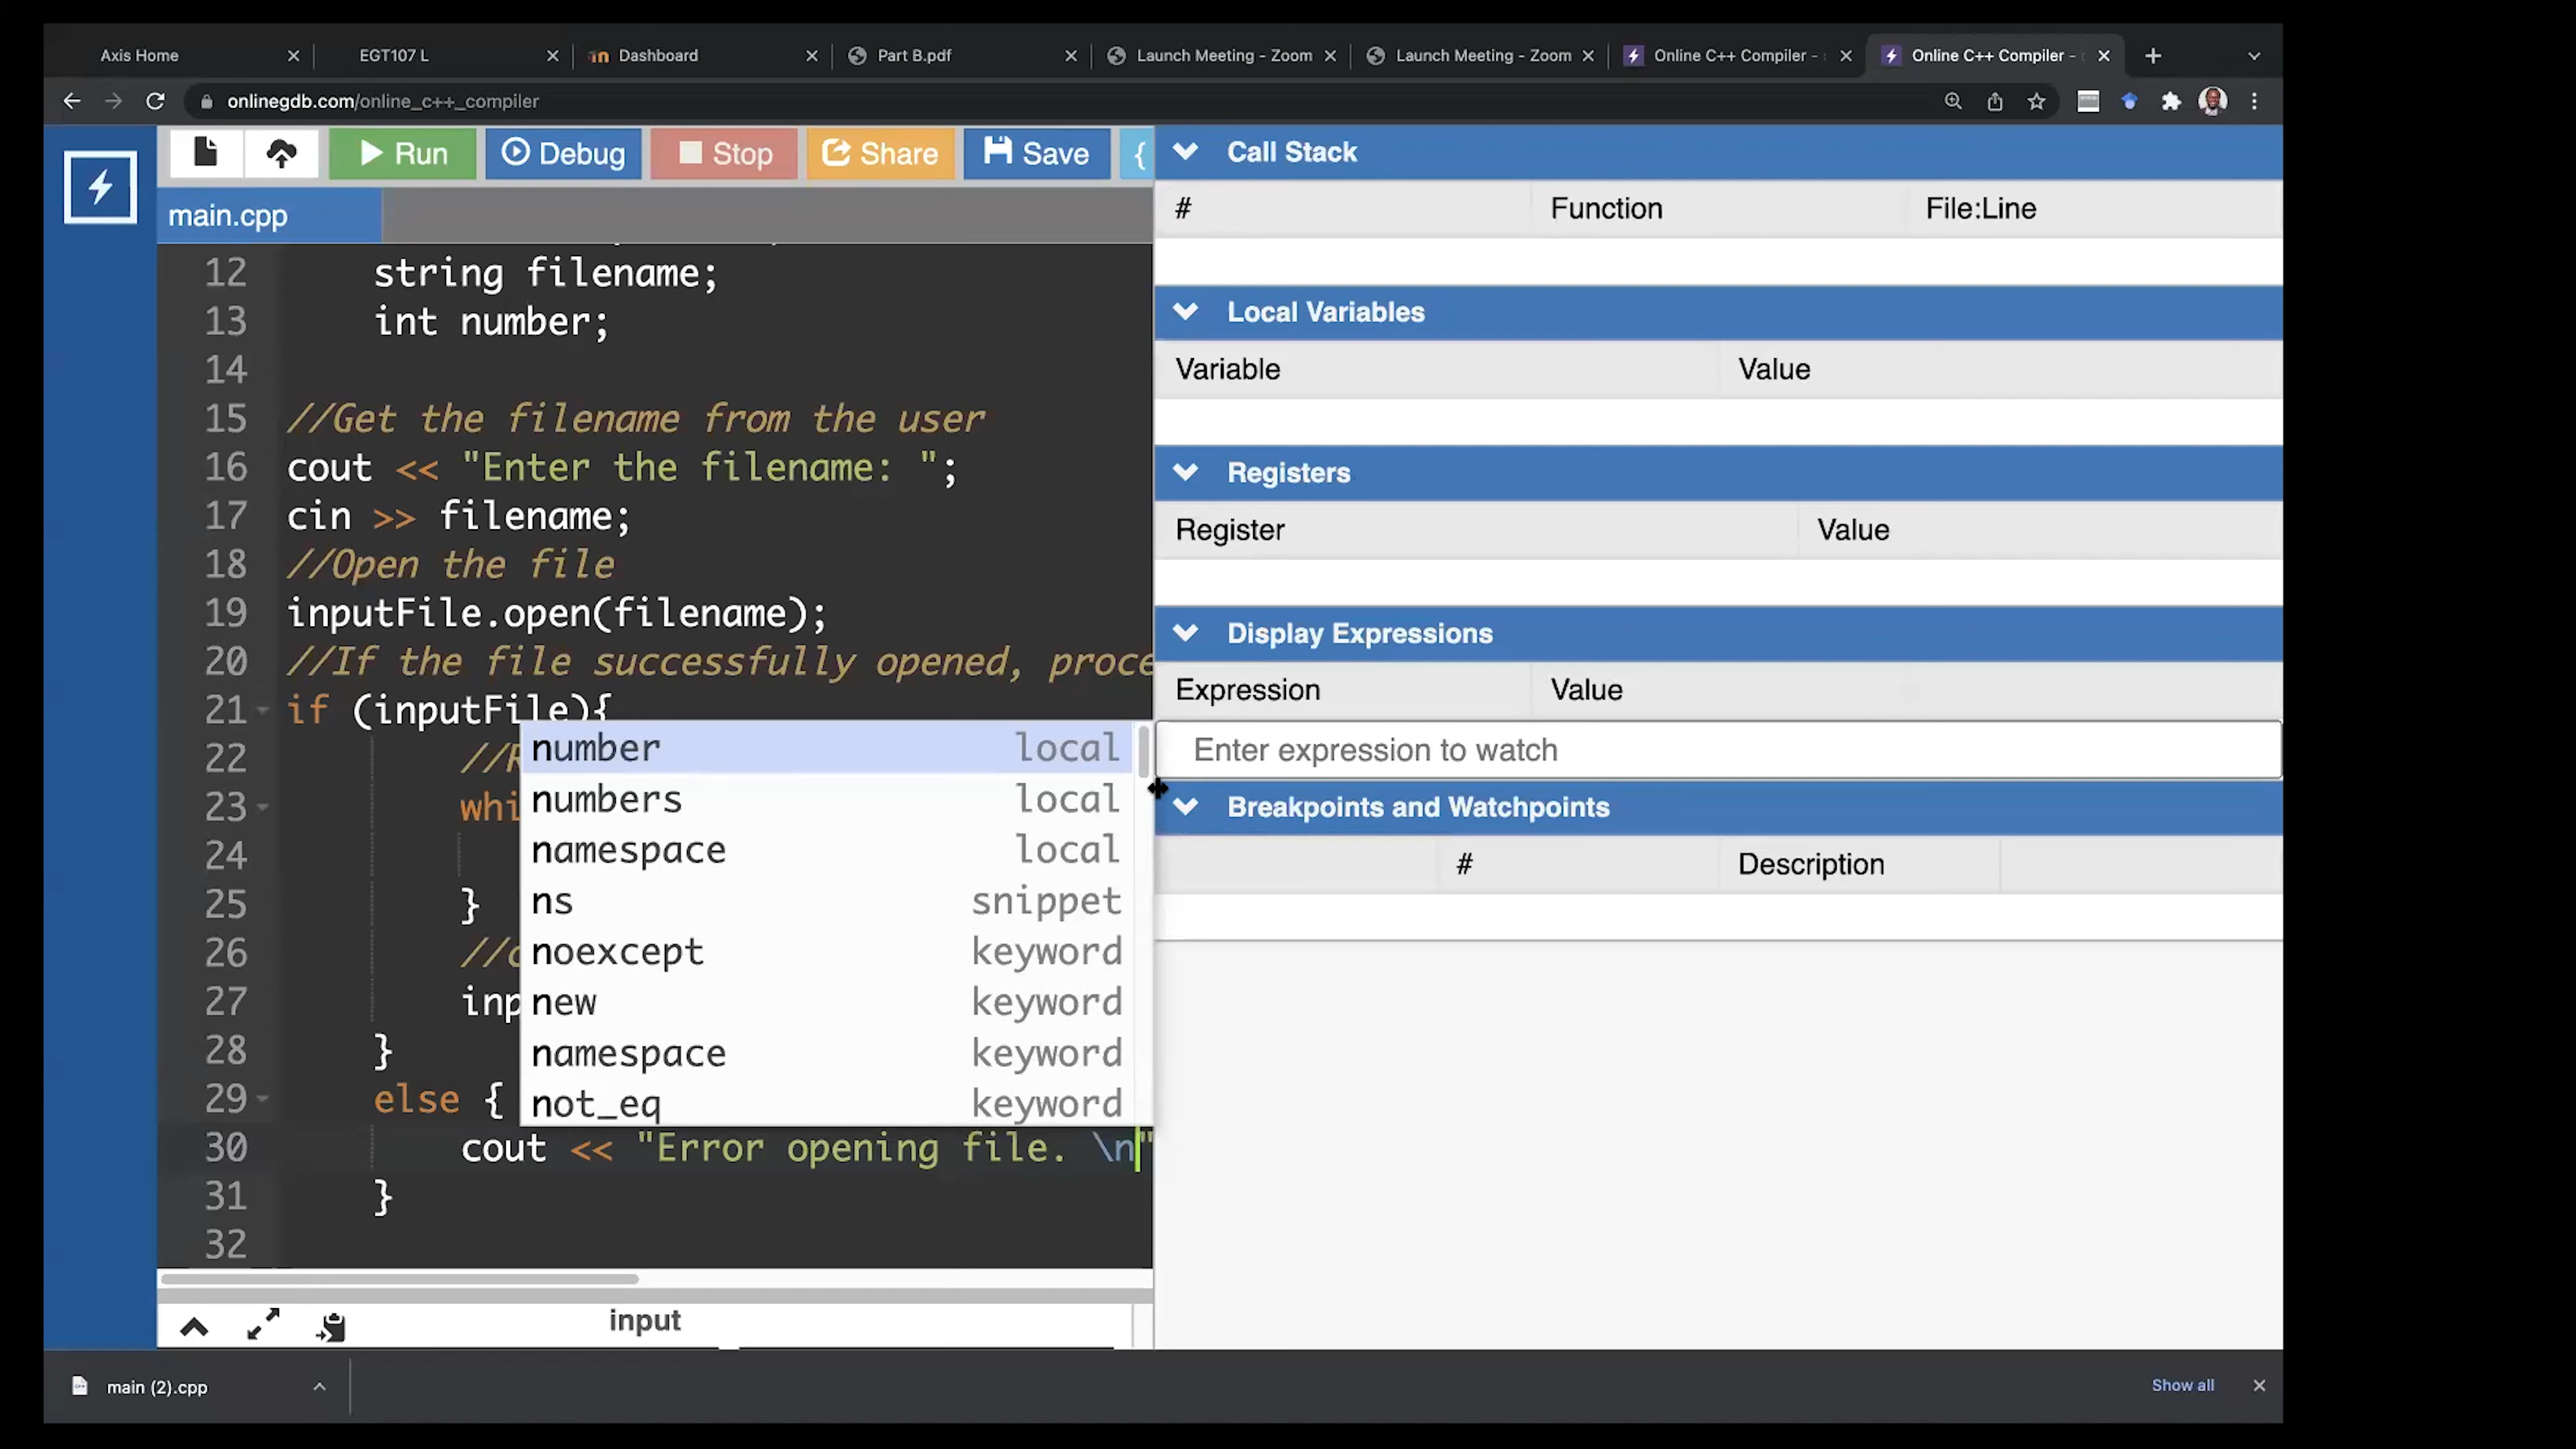 Axis Home
EGT107 L
Dashboard
Part B.pdf
Launch Meeting - Zoom
Launch Meeting - Zoom
Online C++ Compiler -
Online C++ Compiler -
onlinegdb.com/online_c++_compiler
Run
Debug
Stop
Share
Save
{
main.cpp
12 string filename;
13 int number;
14
15 //Get the filename from the user
16 cout << "Enter the filename: ";
17 cin >> filename;
18 //Open the file
19 inputFile.open(filename);
20 //If the file successfully opened, proce
21 if (inputFile){
22 //R
23 whi
24
25 }
26 //c
27 inp
28 }
29 else {
30 cout << "Error opening file. \n"
31 }
32
number local
numbers local
namespace local
ns snippet
noexcept keyword
new keyword
namespace keyword
not_eq keyword
input
Call Stack
# Function File:Line
Local Variables
Variable Value
Registers
Register Value
Display Expressions
Expression Value
Enter expression to watch
Breakpoints and Watchpoints
# Description
main (2).cpp
Show all